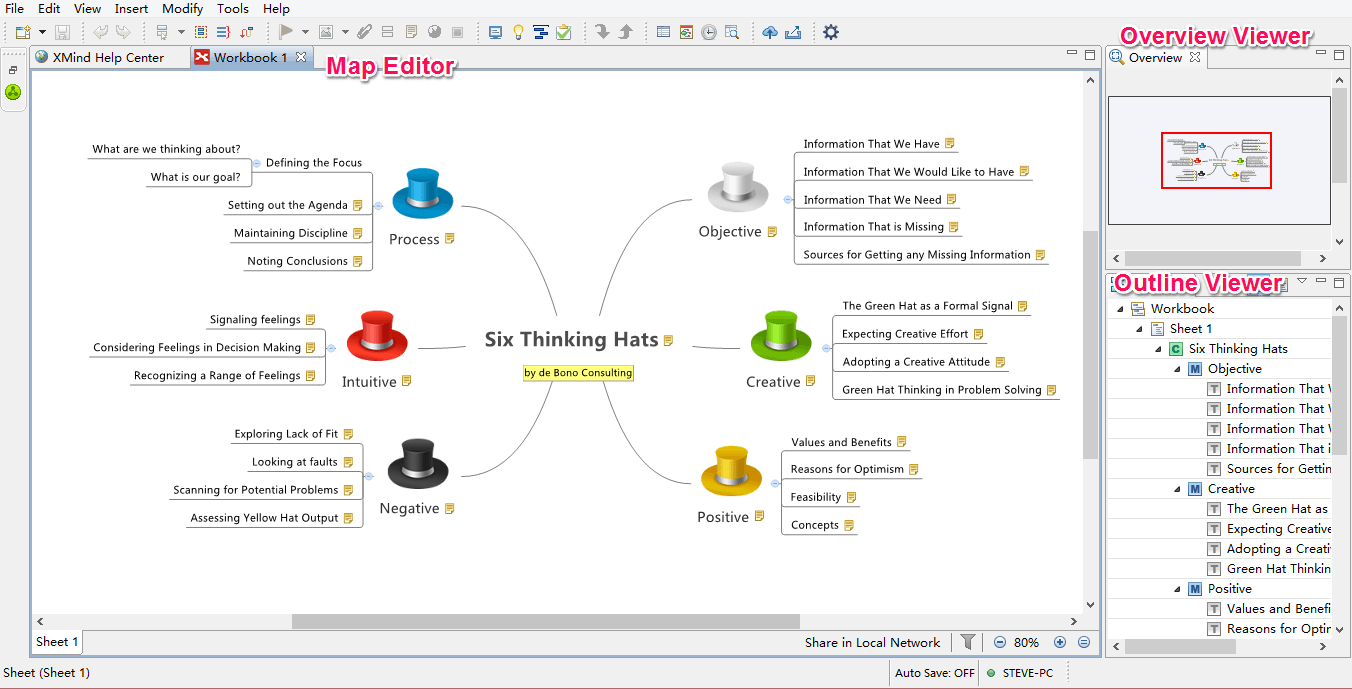 File Edit View Insert Modify Tools Help
XMind Help Center
Workbook 1
Map Editor
Overview Viewer
Overview
What are we thinking about?
What is our goal?
Defining the Focus
Setting out the Agenda
Maintaining Discipline
Noting Conclusions
Process
Signaling feelings
Considering Feelings in Decision Making
Recognizing a Range of Feelings
Intuitive
Exploring Lack of Fit
Looking at faults
Scanning for Potential Problems
Assessing Yellow Hat Output
Negative
Six Thinking Hats
by de Bono Consulting
Objective
Information That We Have
Information That We Would Like to Have
Information That We Need
Information That is Missing
Sources for Getting any Missing Information
Creative
The Green Hat as a Formal Signal
Expecting Creative Effort
Adopting a Creative Attitude
Green Hat Thinking in Problem Solving
Positive
Values and Benefits
Reasons for Optimism
Feasibility
Concepts
Outline Viewer
Workbook
Sheet 1
C Six Thinking Hats
M Objective
T Information That W
T Information That W
T Information That W
T Information That i
T Sources for Gettin
M Creative
T The Green Hat as
T Expecting Creative
T Adopting a Creati
T Green Hat Thinkin
M Positive
T Values and Benefi
T Reasons for Optin
Sheet 1
Share in Local Network
80%
Sheet (Sheet 1)
Auto Save: OFF
STEVE-PC